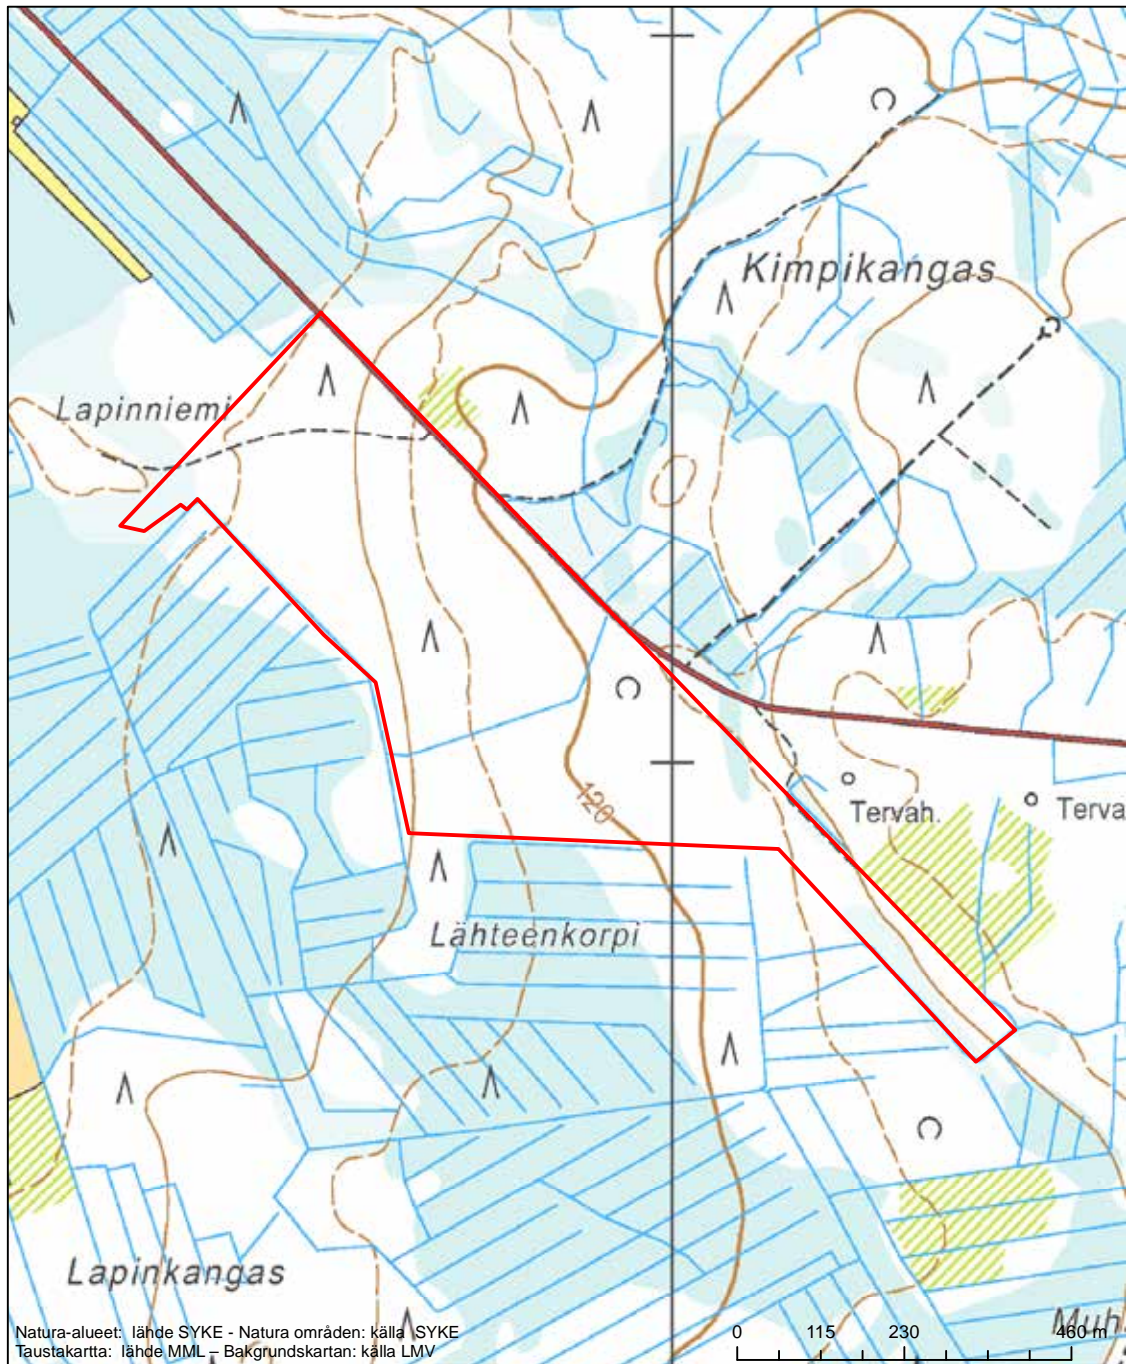 Kimpikangas
Lapinniemi
120
Tervah.
Terva
Lähteenkorpi
Lapinkangas
Muh
Natura-alueet: lähde SYKE - Natura områden: källa SYKE
Taustakartta: lähde MML – Bakgrundskartan: källa LMV
0 115 230 460 m